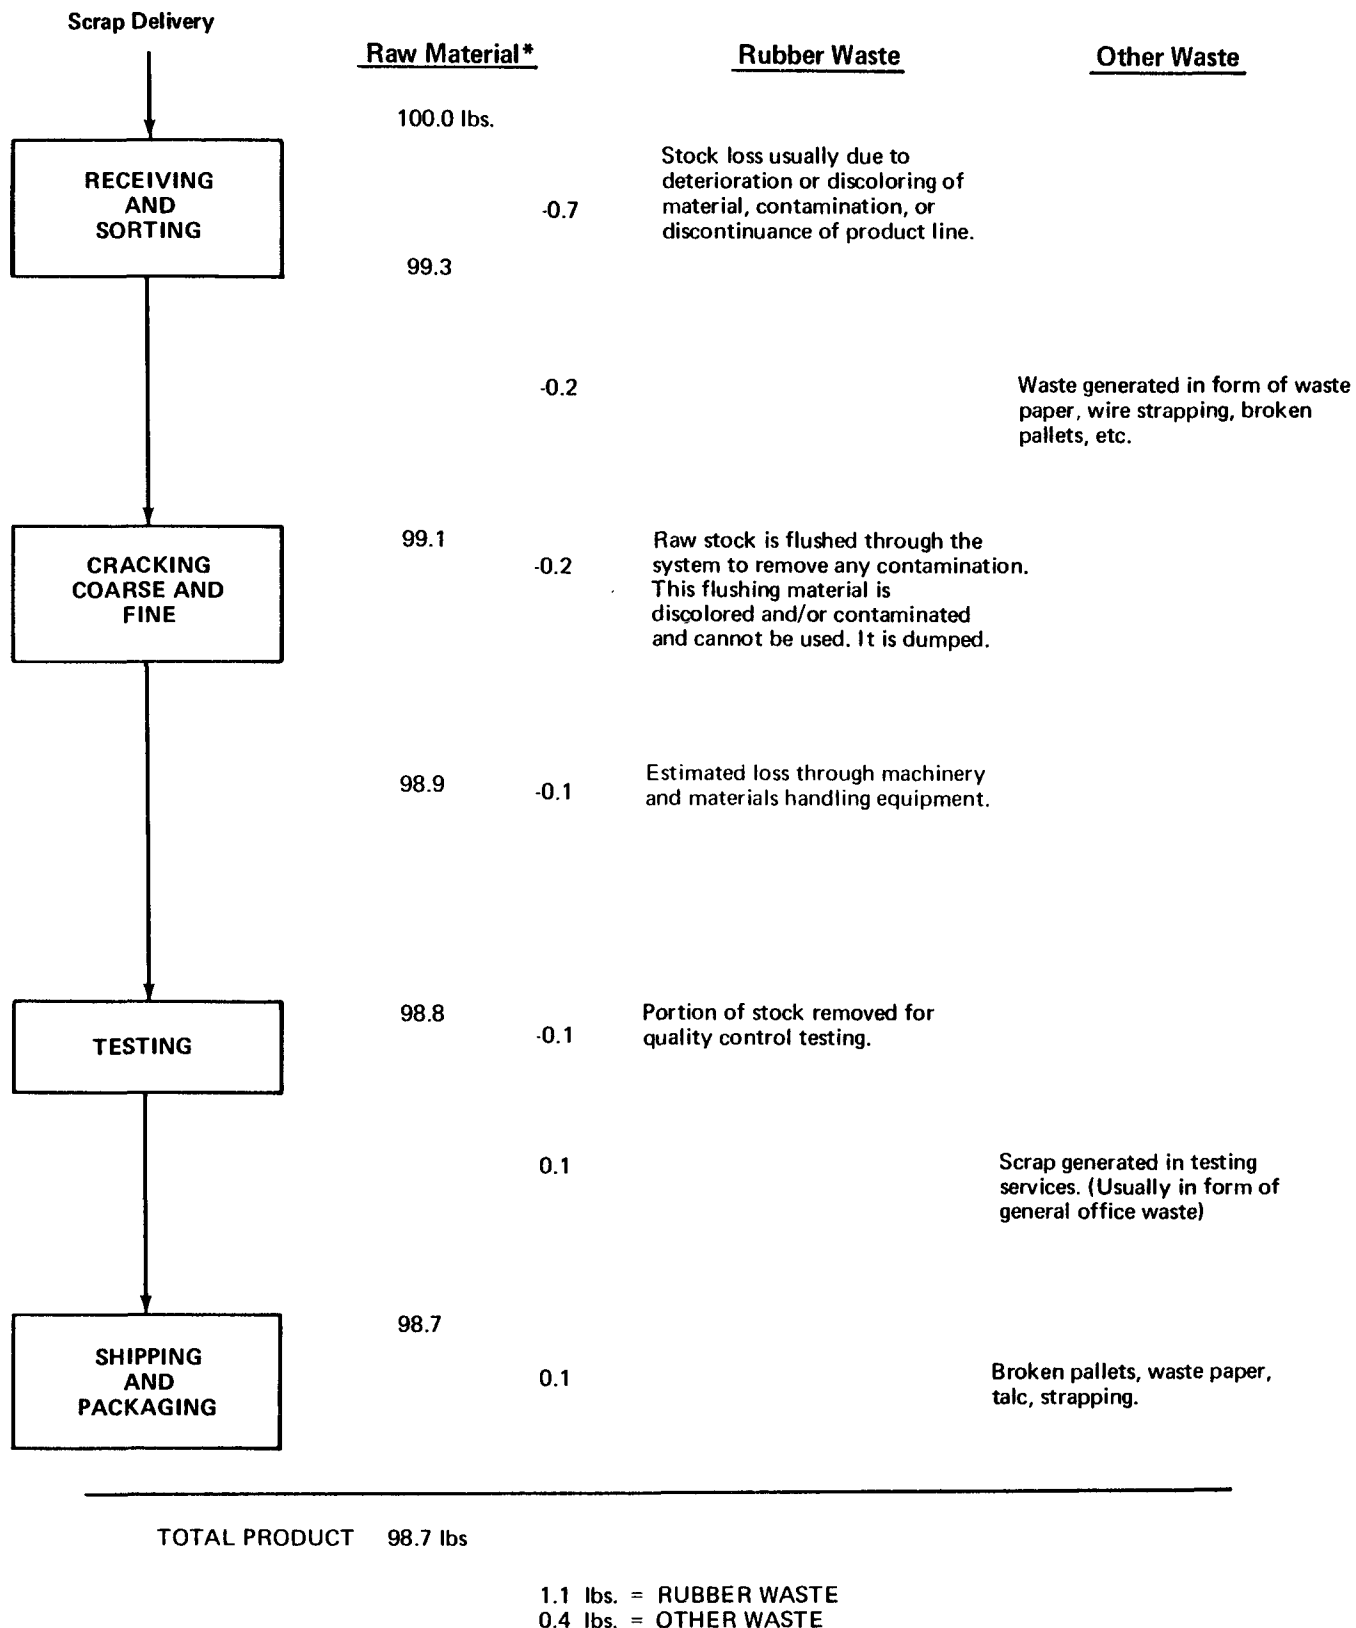 Scrap Delivery
Raw Material*
Rubber Waste
Other Waste
100.0 lbs.
RECEIVING
AND
SORTING
-0.7
Stock loss usually due to
deterioration or discoloring of
material, contamination, or
discontinuance of product line.
99.3
-0.2
Waste generated in form of waste
paper, wire strapping, broken
pallets, etc.
CRACKING
COARSE AND
FINE
99.1
-0.2
Raw stock is flushed through the
system to remove any contamination.
This flushing material is
discolored and/or contaminated
and cannot be used. It is dumped.
98.9
-0.1
Estimated loss through machinery
and materials handling equipment.
TESTING
98.8
-0.1
Portion of stock removed for
quality control testing.
0.1
Scrap generated in testing
services. (Usually in form of
general office waste)
98.7
SHIPPING
AND
PACKAGING
0.1
Broken pallets, waste paper,
talc, strapping.
TOTAL PRODUCT 98.7 lbs
1.1 lbs. = RUBBER WASTE
0.4 lbs. = OTHER WASTE